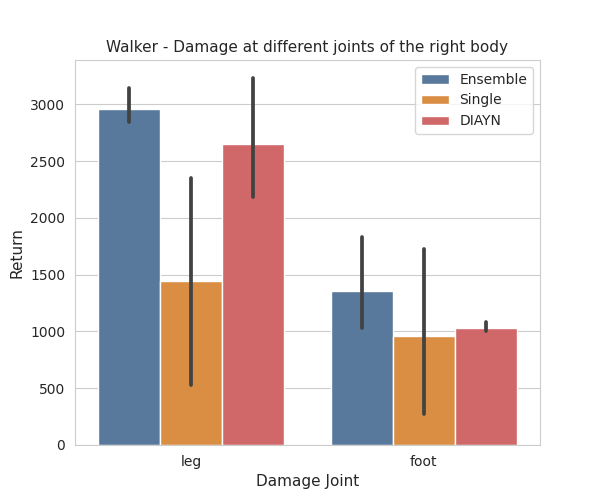 Walker - Damage at different joints of the right body
Ensemble
Single
DIAYN
3000
2500
2000
1500
1000
500
0
Return
leg foot
Damage Joint